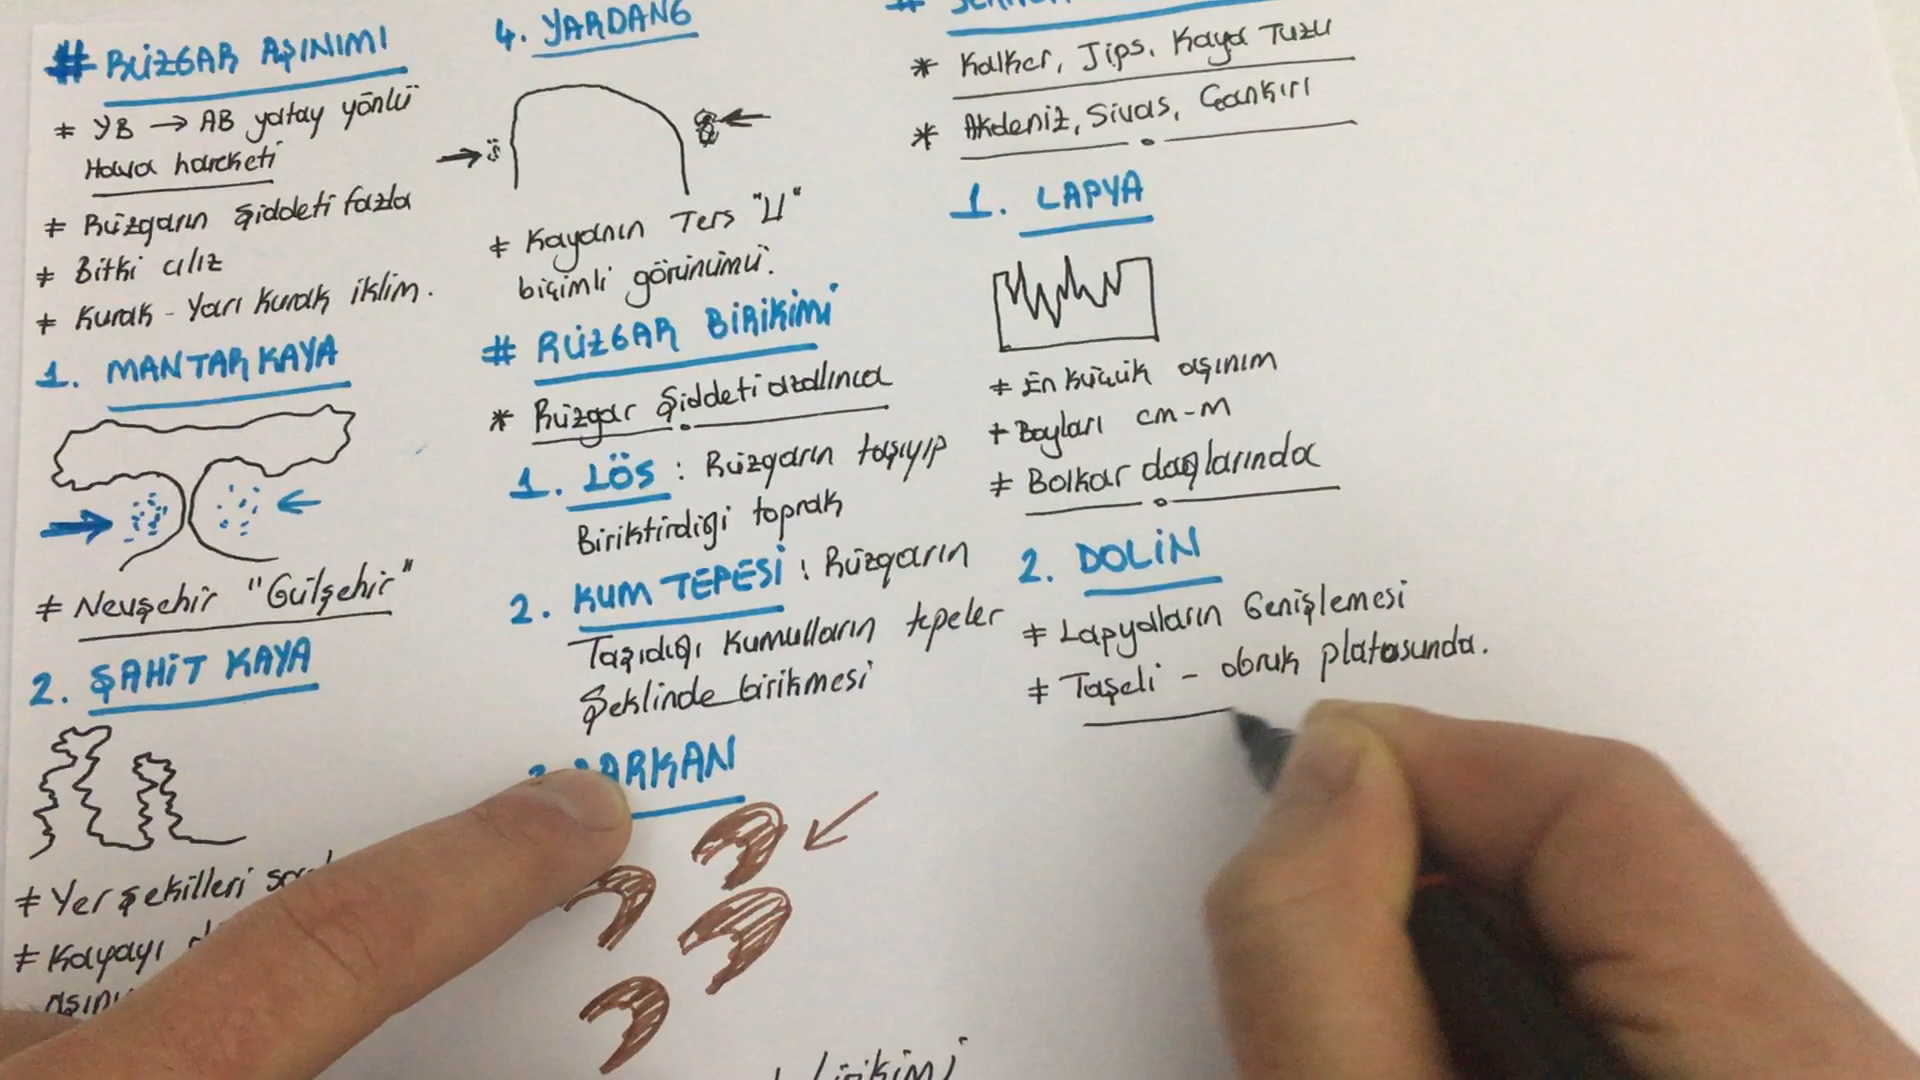 # RÜZGAR AŞINIMI
* YB → AB yatay yönlü
Hava hareketi
* Rüzgarın şiddeti fazla
* Bitki cılız
* Kurak - Yarı kurak iklim.
1. MANTAR KAYA
* Nevşehir "Gülşehir"
2. ŞAHİT KAYA
* Yer şekilleri
* Kayayı
4. YARDANG
* Kayanın Ters "U"
biçimli görünümü.
# RÜZGAR BİRİKİMİ
* Rüzgar şiddeti azalınca
1. LÖS : Rüzgarın taşıyıp
Biriktirdiği toprak
2. KUM TEPESİ : Rüzgarın
Taşıdığı kumulların tepeler
şeklinde birikmesi
ARKAN
birikimi
* Kalker, Jips, Kaya Tuzu
* Akdeniz, Sivas, Çankırı
1. LAPYA
* En küçük aşınım
* Boyları cm-m
* Bolkar dağlarında
2. DOLİN
* Lapyaların Genişlemesi
* Taşeli - obruk platosunda.